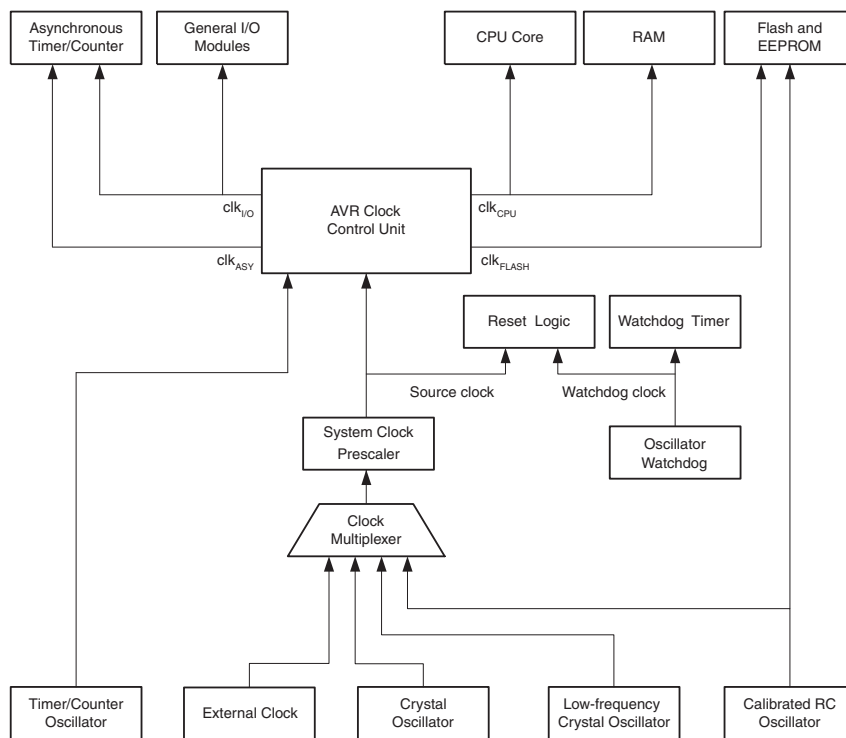 Asynchronous
Timer/Counter
General I/O
Modules
CPU Core
RAM
Flash and
EEPROM
clkI/O
AVR Clock
Control Unit
clkCPU
clkASY
clkFLASH
Reset Logic
Watchdog Timer
Source clock
Watchdog clock
System Clock
Prescaler
Oscillator
Watchdog
Clock
Multiplexer
Timer/Counter
Oscillator
External Clock
Crystal
Oscillator
Low-frequency
Crystal Oscillator
Calibrated RC
Oscillator